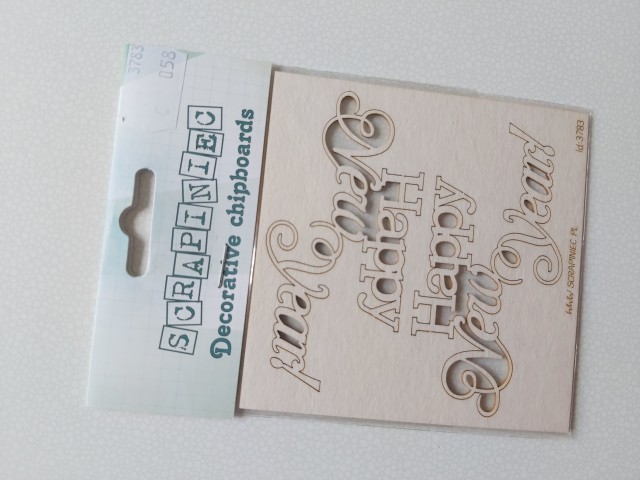 3783
058
SCRAPINIEC
Decorative chipboards
Happy
New
Year!
Happy
New
Year!
Id:3783
www.SCRAPINIEC.PL